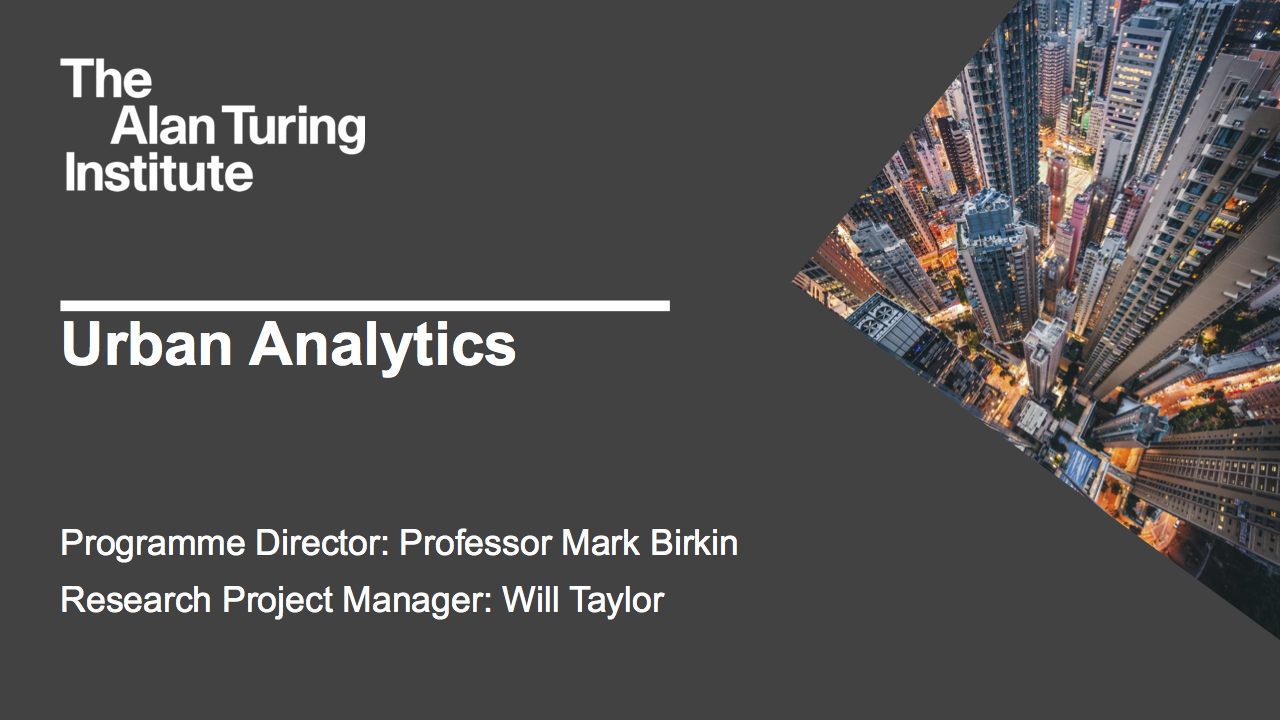 The
Alan Turing
Institute
Urban Analytics
Programme Director: Professor Mark Birkin
Research Project Manager: Will Taylor